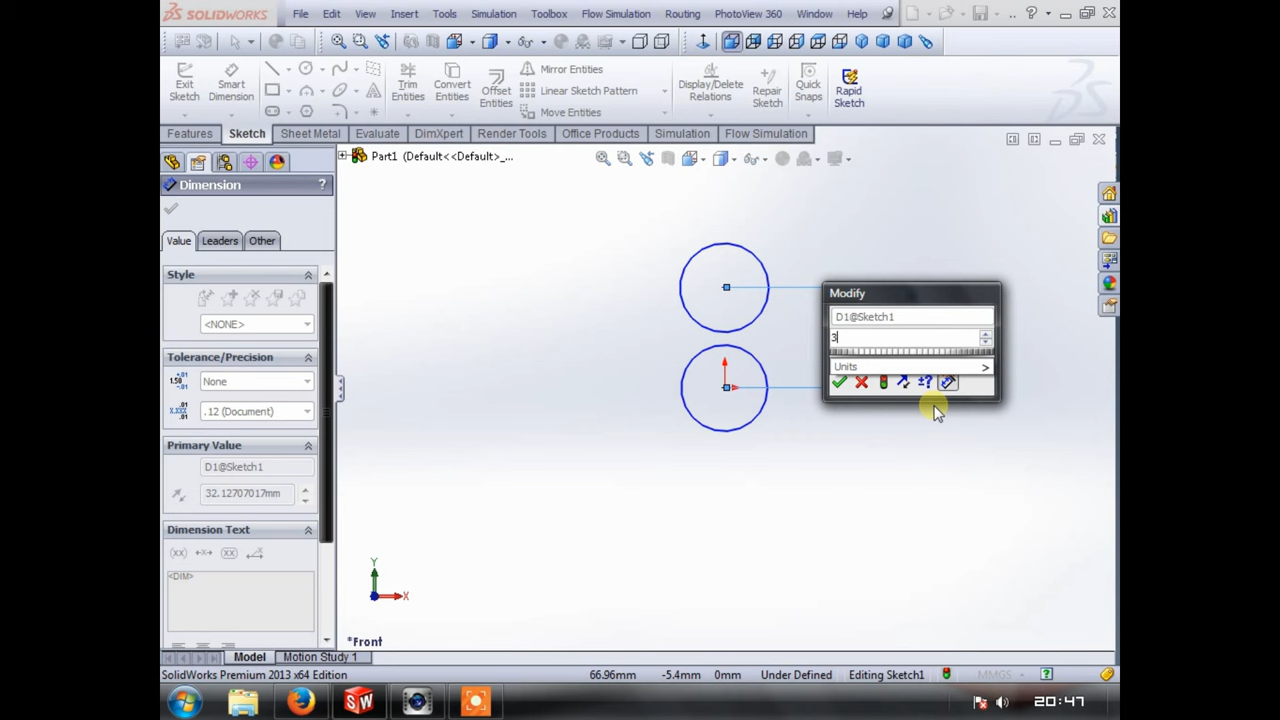 SOLIDWORKS File Edit View Insert Tools Simulation Toolbox Flow Simulation Routing PhotoView 360 Window Help
Exit Sketch
Smart Dimension
Trim Entities
Convert Entities
Offset Entities
Mirror Entities
Linear Sketch Pattern
Move Entities
Display/Delete Relations
Repair Sketch
Quick Snaps
Rapid Sketch
Features Sketch Sheet Metal Evaluate DimXpert Render Tools Office Products Simulation Flow Simulation
Part1 (Default<<Default>_...
Dimension ?
Value Leaders Other
Style
<NONE>
Tolerance/Precision
None
.12 (Document)
Primary Value
D1@Sketch1
32.12707017mm
Dimension Text
<DIM>
Modify
D1@Sketch1
3
Units >
Y
X
*Front
Model Motion Study 1
SolidWorks Premium 2013 x64 Edition 66.96mm -5.4mm 0mm Under Defined Editing Sketch1 MMGS
20:47